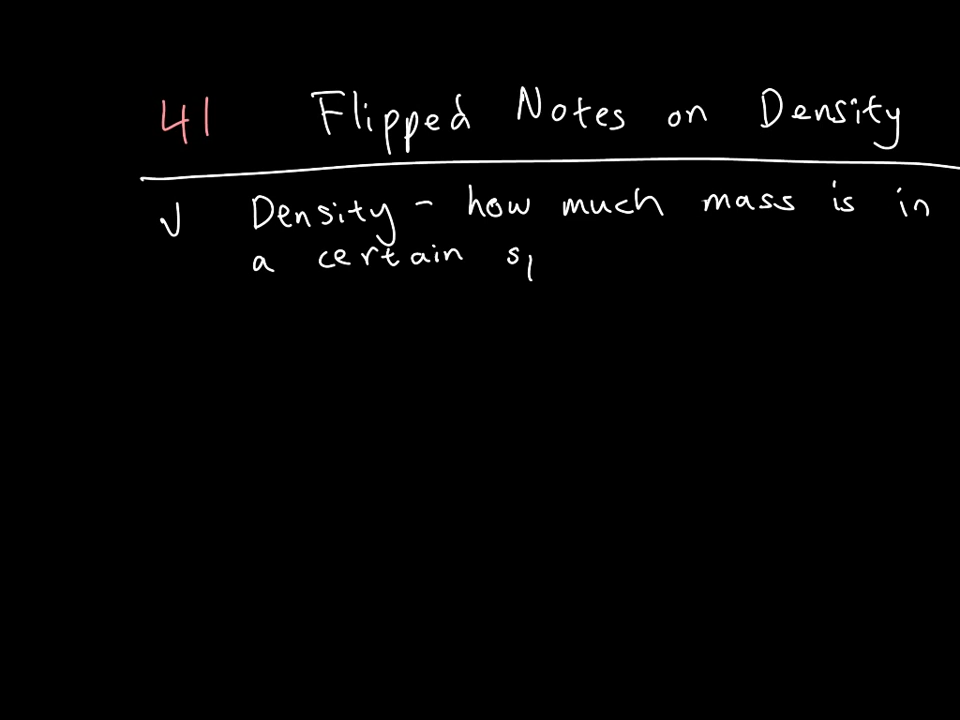 41 Flipped Notes on Density
√ Density - how much mass is in
a certain s